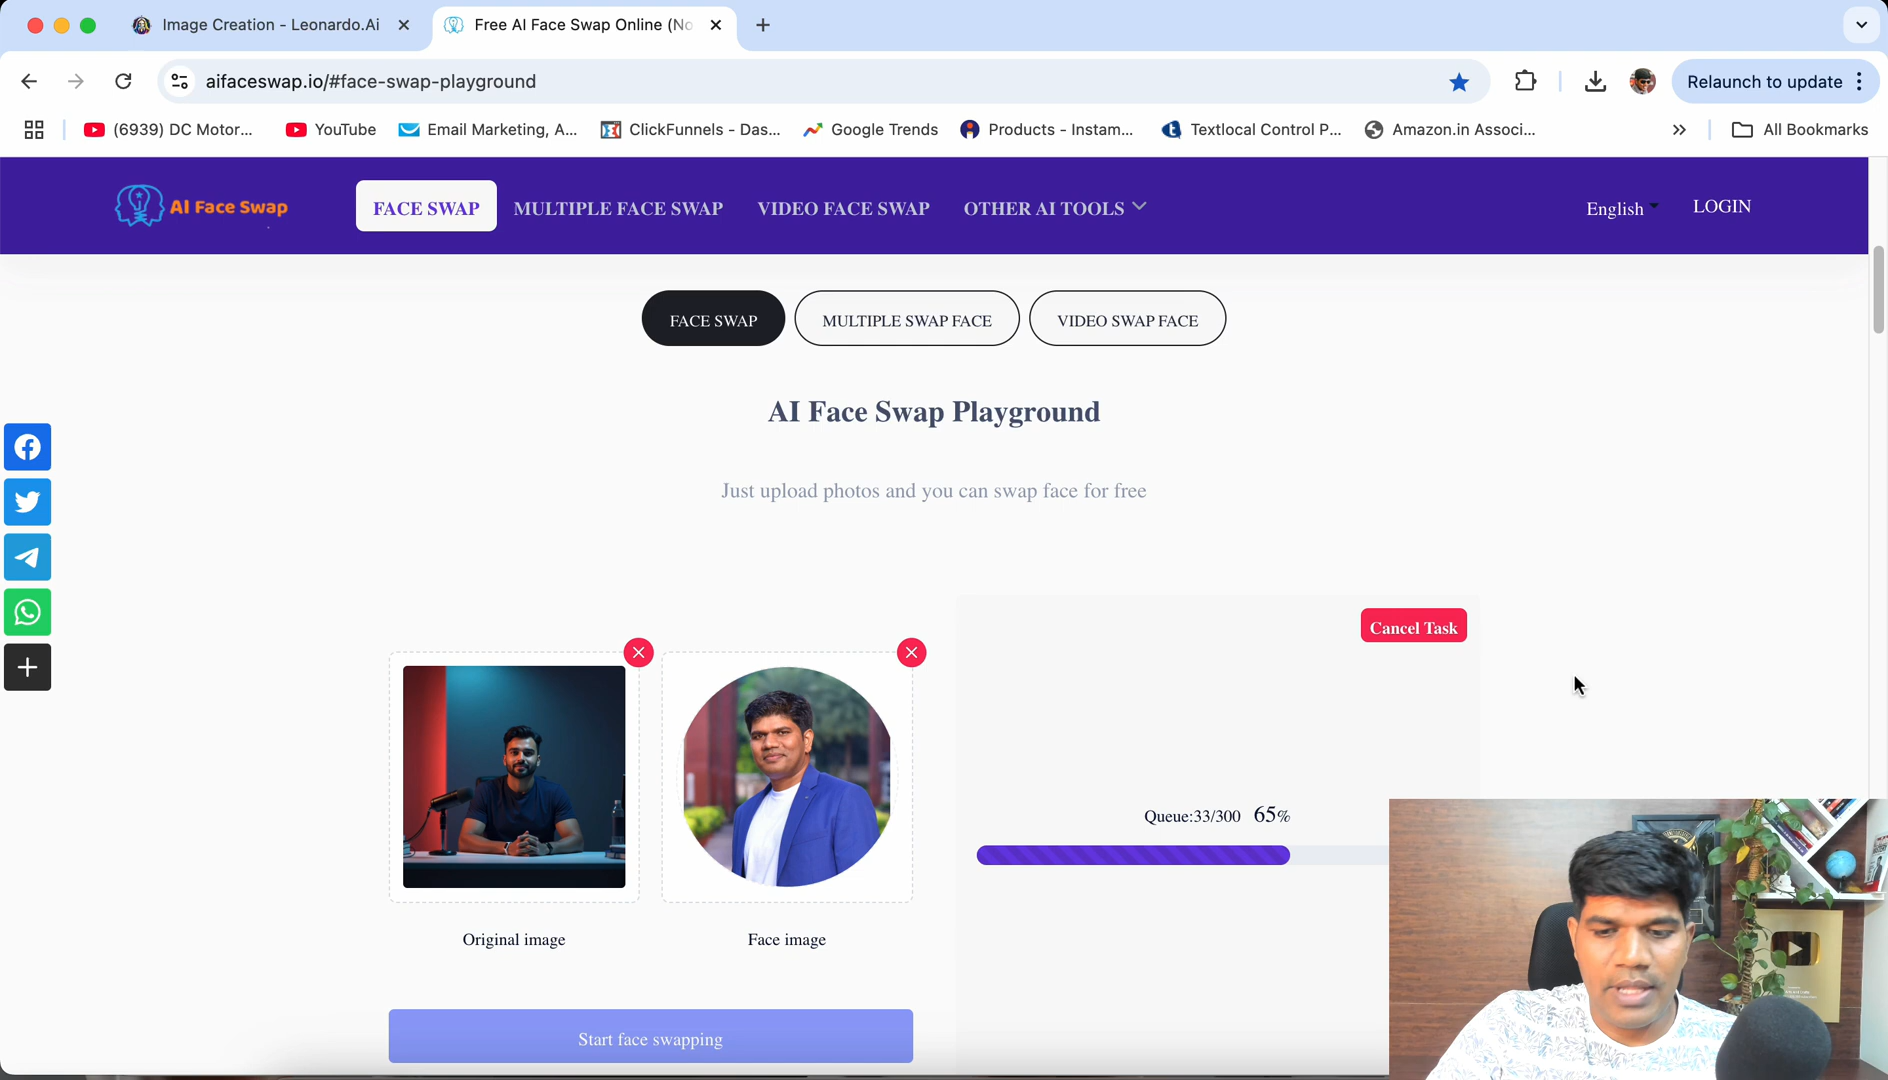 Image Creation - Leonardo.Ai
Free AI Face Swap Online (No
aifaceswap.io/#face-swap-playground
Relaunch to update
(6939) DC Motor...
YouTube
Email Marketing, A...
ClickFunnels - Das...
Google Trends
Products - Instam...
Textlocal Control P...
Amazon.in Associ...
All Bookmarks
AI Face Swap
FACE SWAP
MULTIPLE FACE SWAP
VIDEO FACE SWAP
OTHER AI TOOLS
English
LOGIN
FACE SWAP
MULTIPLE SWAP FACE
VIDEO SWAP FACE
AI Face Swap Playground
Just upload photos and you can swap face for free
Cancel Task
Queue:33/300 65%
Original image
Face image
Start face swapping